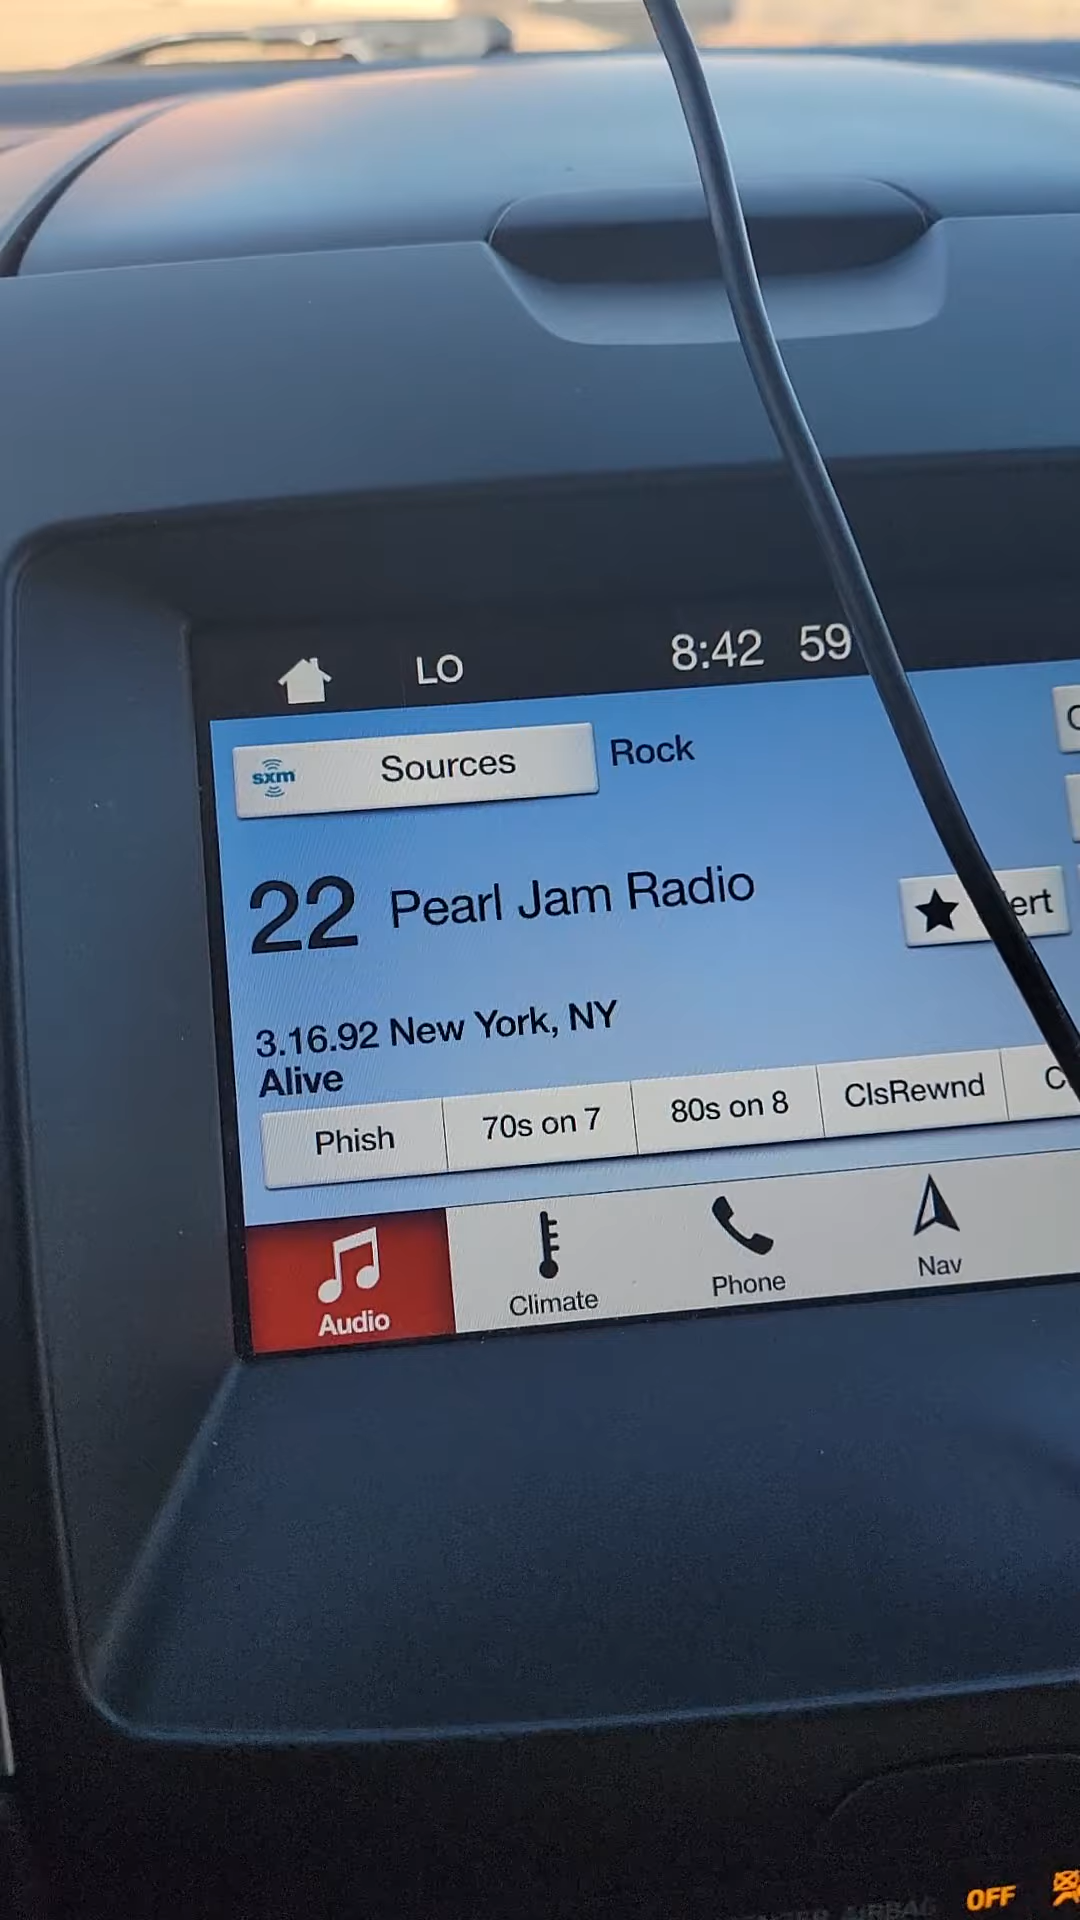 LO 8:42 59
sxm Sources Rock
22 Pearl Jam Radio
3.16.92 New York, NY
Alive
Phish 70s on 7 80s on 8 ClsRewnd
Audio Climate Phone Nav
AIRBAG OFF